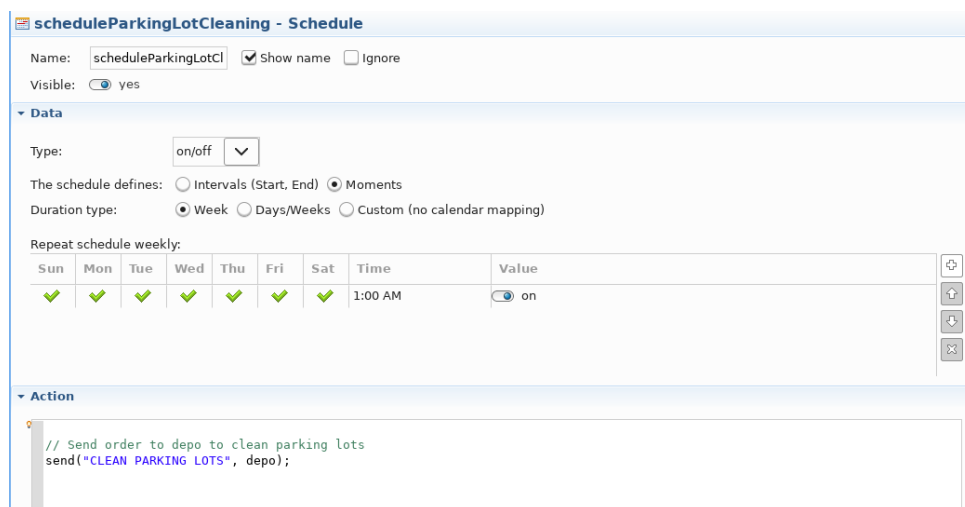 scheduleParkingLotCleaning - Schedule
Name: scheduleParkingLotCl Show name Ignore
Visible: yes
Data
Type: on/off
The schedule defines: Intervals (Start, End) Moments
Duration type: Week Days/Weeks Custom (no calendar mapping)
Repeat schedule weekly:
Sun Mon Tue Wed Thu Fri Sat Time Value
1:00 AM on
Action
// Send order to depo to clean parking lots
send("CLEAN PARKING LOTS", depo);